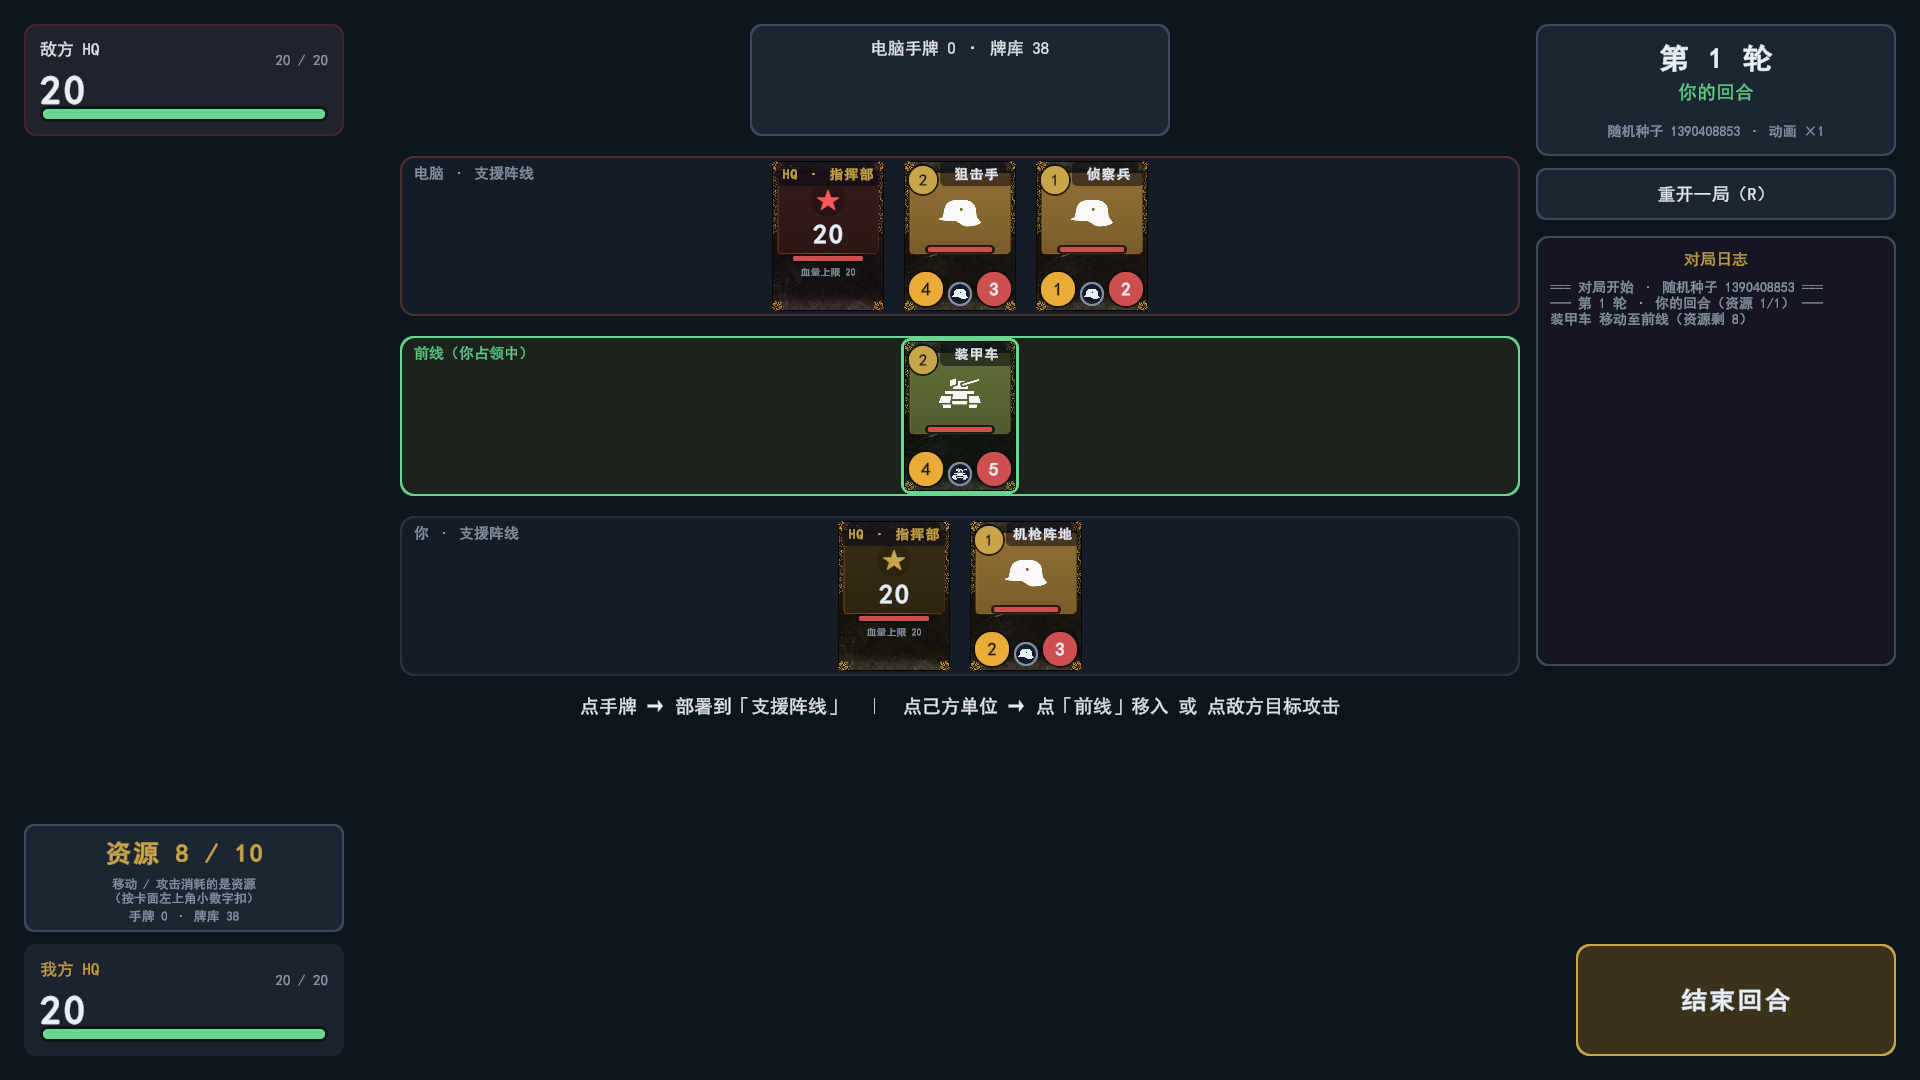 敌方 HQ
20 / 20
20
电脑手牌 0 · 牌库 38
第 1 轮
你的回合
随机种子 1390408853 · 动画 ×1
重开一局（R）
电脑 · 支援阵线
HQ · 指挥部
20
血量上限 20
2
狙击手
4
3
1
侦察兵
1
2
对局日志
═══ 对局开始 · 随机种子 1390408853 ═══
── 第 1 轮 · 你的回合（资源 1/1） ──
装甲车 移动至前线（资源剩 8）
前线（你占领中）
2
装甲车
4
5
你 · 支援阵线
HQ · 指挥部
20
血量上限 20
1
机枪阵地
2
3
点手牌 → 部署到「支援阵线」 ｜ 点己方单位 → 点「前线」移入 或 点敌方目标攻击
资源 8 / 10
移动 / 攻击消耗的是资源
（按卡面左上角小数字扣）
手牌 0 · 牌库 38
我方 HQ
20 / 20
20
结束回合